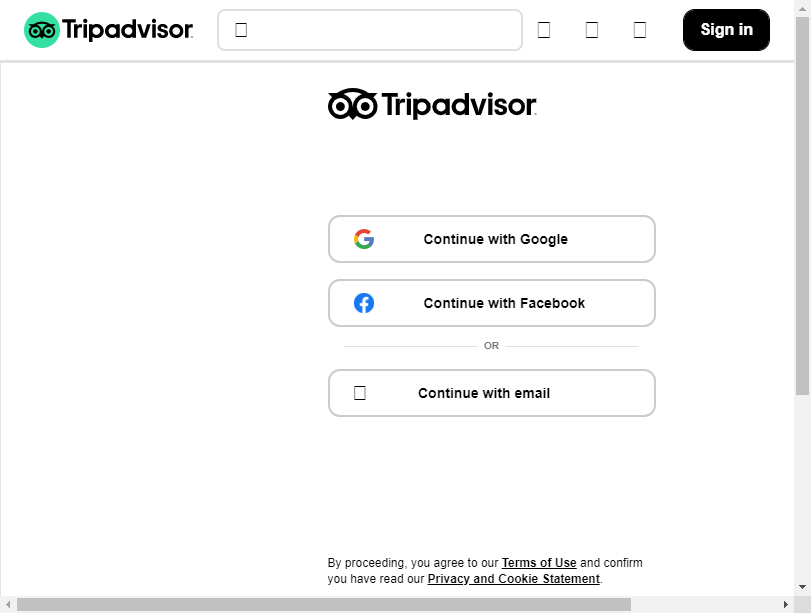 Tripadvisor
Sign in
Tripadvisor
Continue with Google
Continue with Facebook
OR
Continue with email
By proceeding, you agree to our Terms of Use and confirm
you have read our Privacy and Cookie Statement.